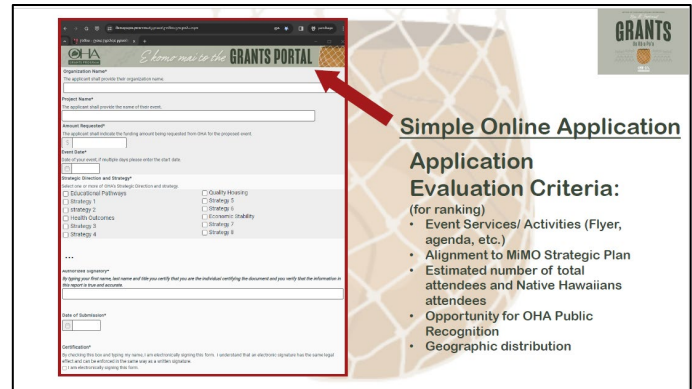 OHA
E komo mai to the GRANTS PORTAL
GRANTS
Organization Name*
The applicant shall provide their organization name.
Project Name*
The applicant shall provide the name of their event.
Amount Requested*
The applicant shall indicate the funding amount being requested from OHA for the proposed event.
$
Event Date*
Date of your event, if multiple days please enter the start date.
Strategic Direction and Strategy*
Select one or more of OHA's Strategic Direction and strategy
Educational Pathways
Strategy 1
strategy 2
Health Outcomes
Strategy 3
Strategy 4
Quality Housing
Strategy 5
Strategy 6
Economic Stability
Strategy 7
Strategy 8
...
Authorized Signatory*
By typing your first name, last name and title you certify that you are the individual certifying the document and you verify that the information in
this report is true and accurate.
Date of Submission*
Certification*
By checking this box and typing my name, I am electronically signing this form. I understand that an electronic signature has the same legal
effect and can be enforced in the same way as a written signature.
I am electronically signing this form.
Simple Online Application
Application
Evaluation Criteria:
(for ranking)
• Event Services/ Activities (Flyer,
agenda, etc.)
• Alignment to MiMO Strategic Plan
• Estimated number of total
attendees and Native Hawaiians
attendees
• Opportunity for OHA Public
Recognition
• Geographic distribution